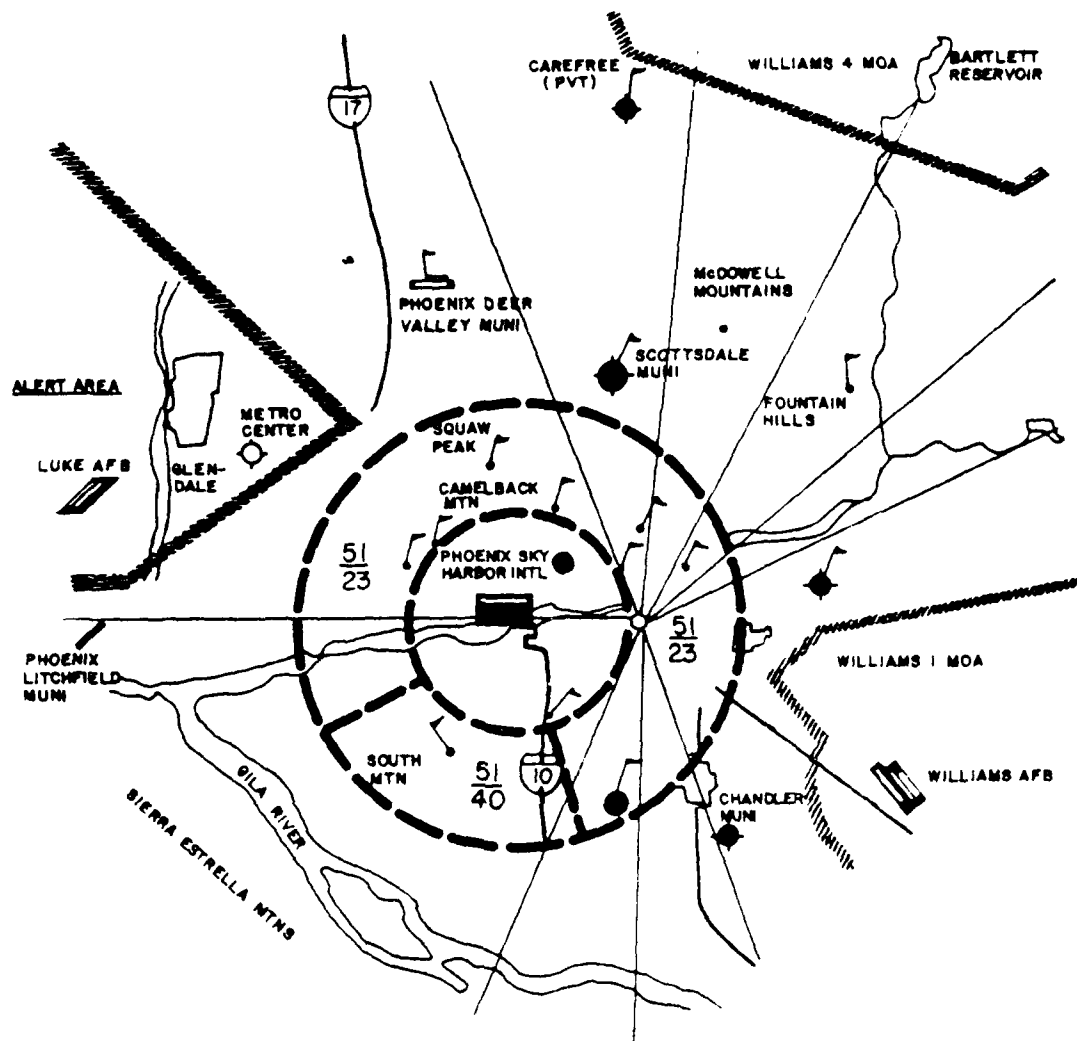 CAREFREE
(PVT)
WILLIAMS 4 MOA
BARTLETT
RESERVOIR
17
McDOWELL
MOUNTAINS
PHOENIX DEER
VALLEY MUNI
SCOTTSDALE
MUNI
ALERT AREA
METRO
CENTER
FOUNTAIN
HILLS
SQUAW
PEAK
LUKE AFB
GLEN-
DALE
CAMELBACK
MTN
51
23
PHOENIX SKY
HARBOR INTL
51
23
PHOENIX
LITCHFIELD
MUNI
WILLIAMS 1 MOA
SOUTH
MTN
51
40
10
WILLIAMS AFB
CHANDLER
MUNI
GILA RIVER
SIERRA ESTRELLA MTNS